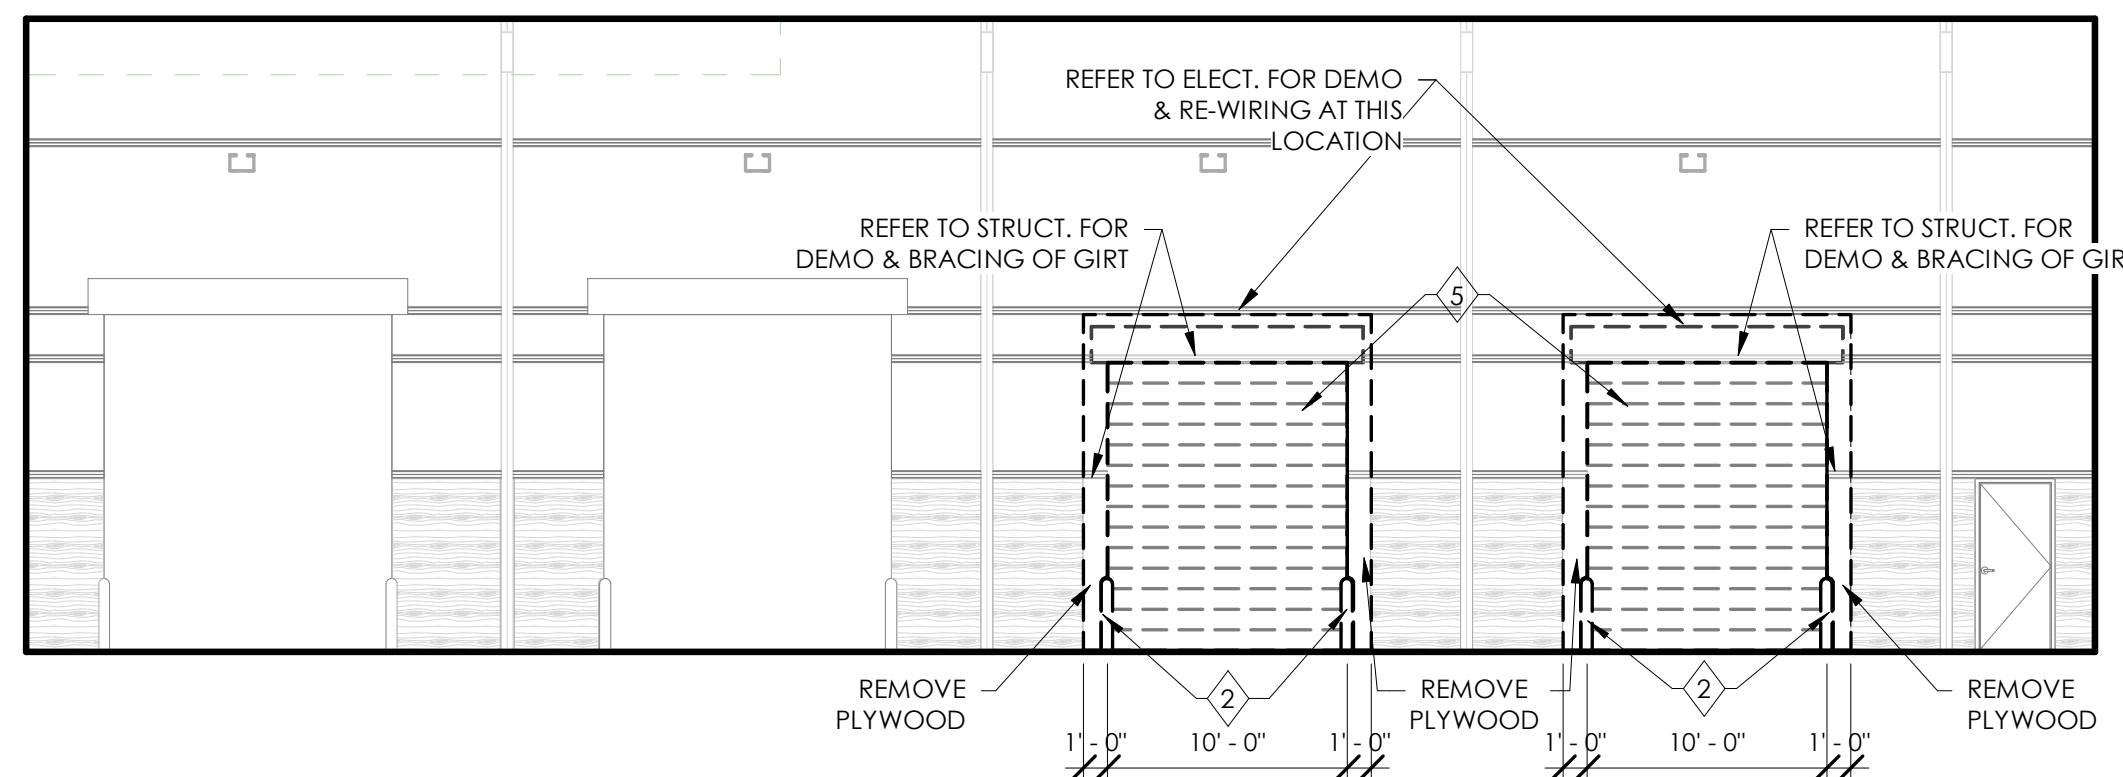 REFER TO ELECT. FOR DEMO
& RE-WIRING AT THIS
LOCATION
REFER TO STRUCT. FOR
DEMO & BRACING OF GIRT
REFER TO STRUCT. FOR
DEMO & BRACING OF GIR
5
REMOVE
PLYWOOD
2
REMOVE
PLYWOOD
2
REMOVE
PLYWOOD
1' - 0"
10' - 0"
1' - 0"
1' - 0"
10' - 0"
1' - 0"